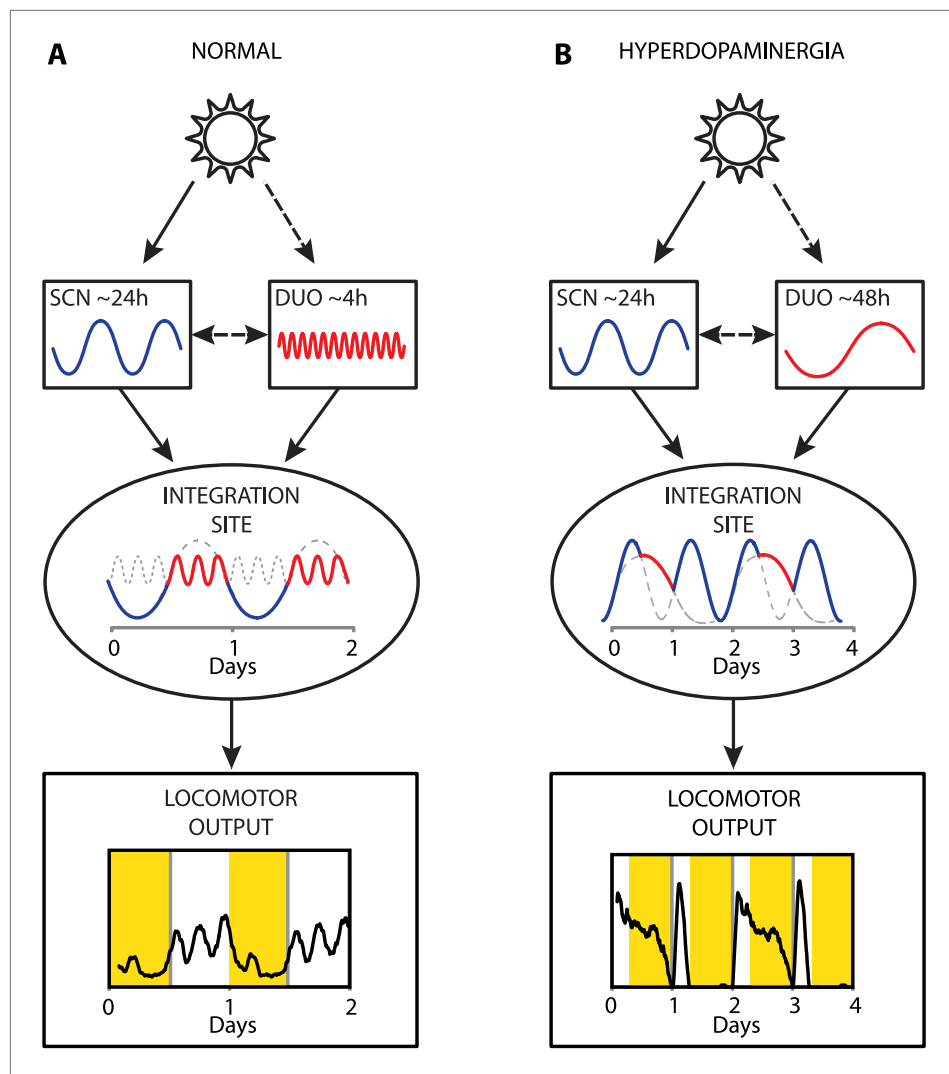 A
NORMAL
SCN ~24h
DUO ~4h
INTEGRATION
SITE
0
1
2
Days
LOCOMOTOR
OUTPUT
0
1
2
Days
B
HYPERDOPAMINERGIA
SCN ~24h
DUO ~48h
INTEGRATION
SITE
0
1
2
3
4
Days
LOCOMOTOR
OUTPUT
0
1
2
3
4
Days